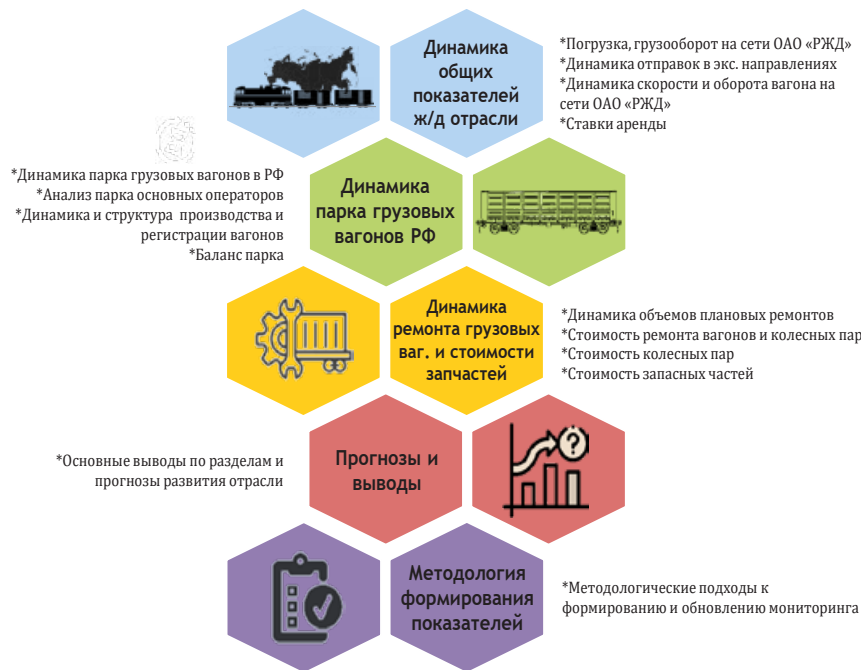 Динамика
общих
показателей
ж/д отрасли
*Погрузка, грузооборот на сети ОАО «РЖД»
*Динамика отправок в экс. направлениях
*Динамика скорости и оборота вагона на
сети ОАО «РЖД»
*Ставки аренды
*Динамика парка грузовых вагонов в РФ
*Анализ парка основных операторов
*Динамика и структура производства и
регистрации вагонов
*Баланс парка
Динамика
парка грузовых
вагонов РФ
Динамика
ремонта грузовых
ваг. и стоимости
запчастей
*Динамика объемов плановых ремонтов
*Стоимость ремонта вагонов и колесных пар
*Стоимость колесных пар
*Стоимость запасных частей
*Основные выводы по разделам и
прогнозы развития отрасли
Прогнозы и
выводы
?
Методология
формирования
показателей
*Методологические подходы к
формированию и обновлению мониторинга